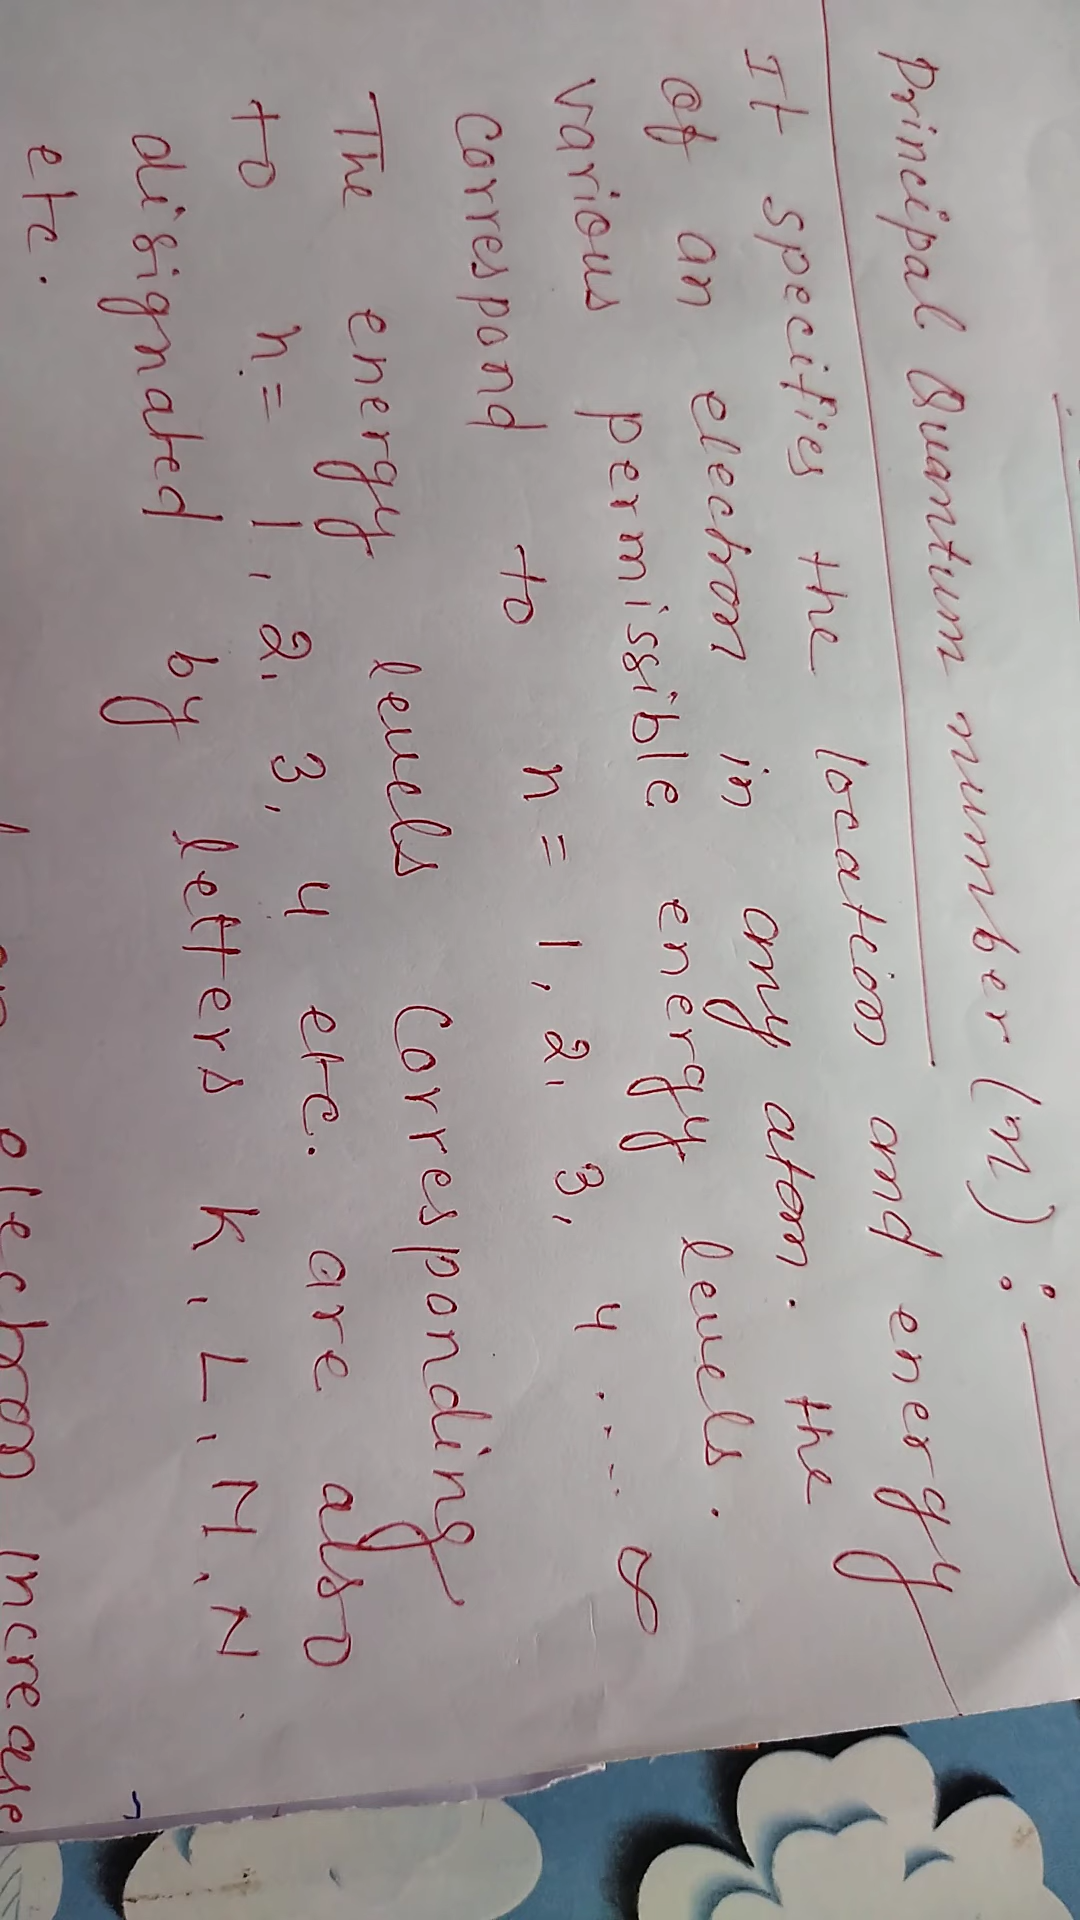 Principal Quantum number (n) :
It specifies the location and energy
of an electron in any atom. the
various permissible energy levels.
Correspond to n = 1, 2, 3, 4 .... ∞
The energy levels Corresponding
to n = 1, 2, 3, 4 etc. are also
disignated by letters K, L, M, N
etc.
electron increase